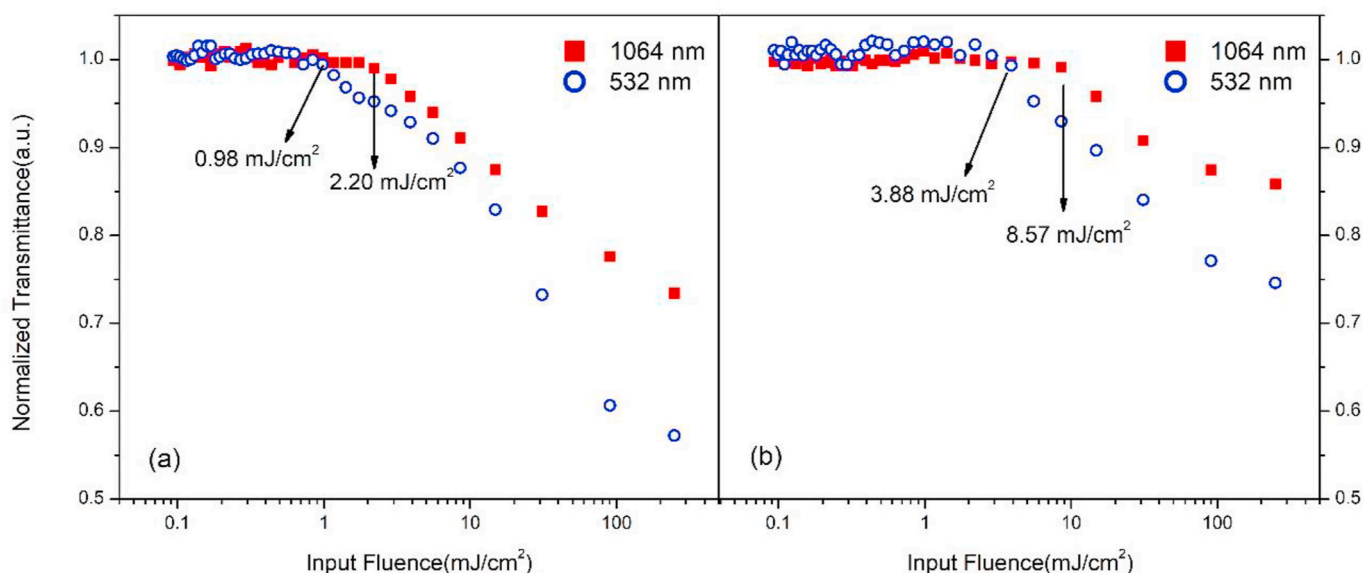 1064 nm
532 nm
1064 nm
532 nm
1.0
0.9
0.8
0.7
0.6
0.5
1.0
0.9
0.8
0.7
0.6
0.5
Normalized Transmittance(a.u.)
0.98 mJ/cm²
2.20 mJ/cm²
3.88 mJ/cm²
8.57 mJ/cm²
(a)
(b)
0.1 1 10 100
0.1 1 10 100
Input Fluence(mJ/cm²)
Input Fluence(mJ/cm²)